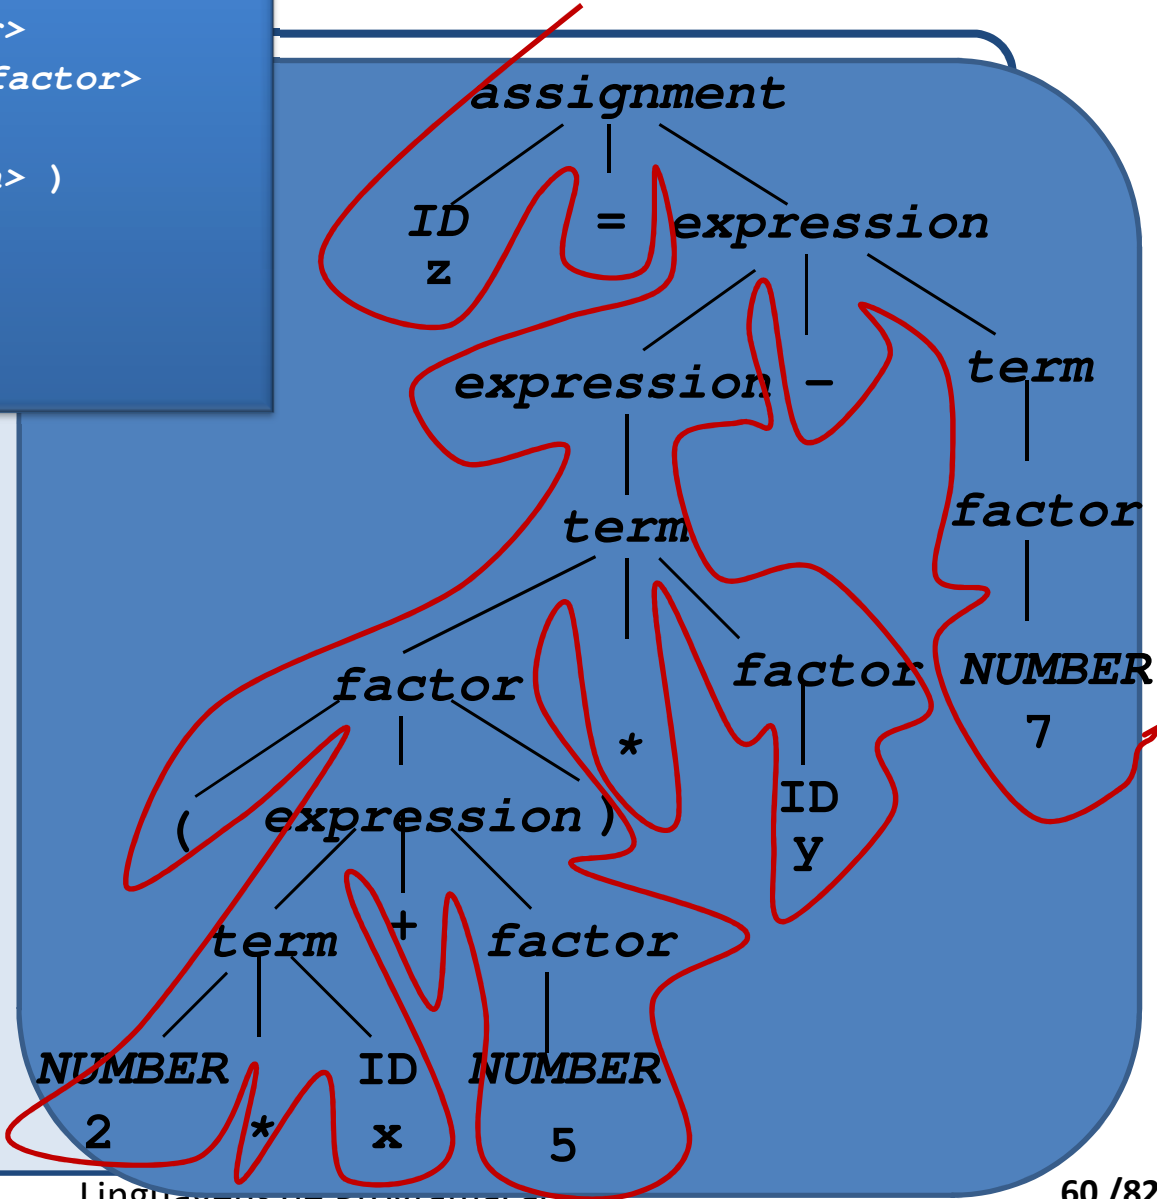 r>
factor>
> )
assignment
ID = expression
z
expression - term
term factor
factor * factor NUMBER
7
( expression ) ID
y
term + factor
NUMBER * ID NUMBER
2 x 5
60 /82